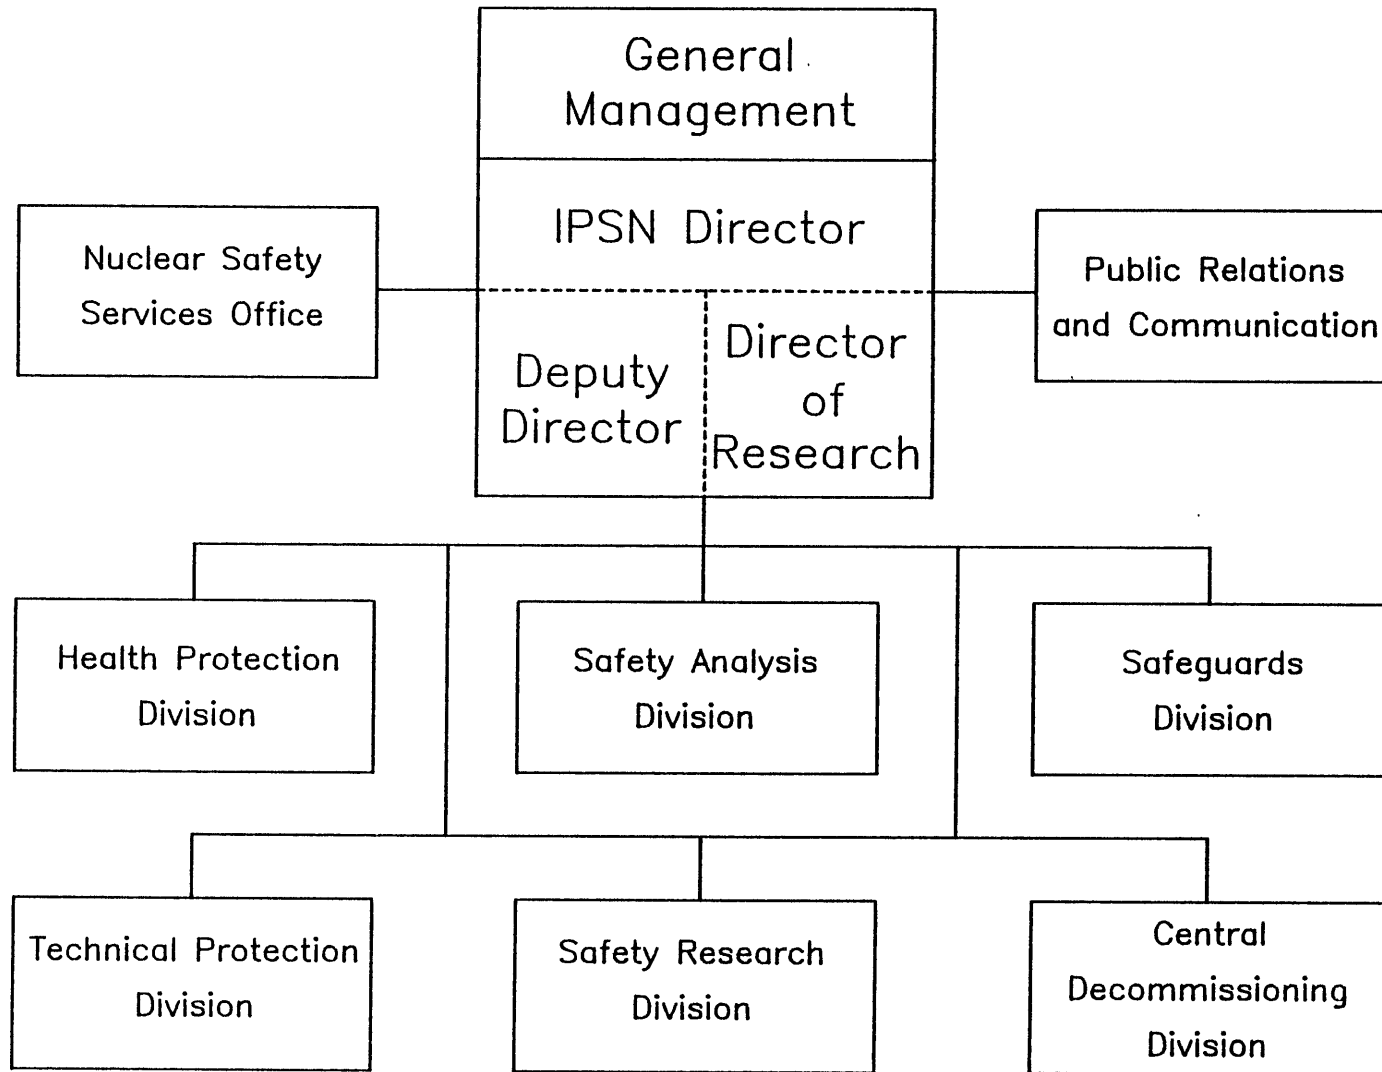 General
Management
IPSN Director
Nuclear Safety
Services Office
Public Relations
and Communication
Deputy
Director
Director
of
Research
Health Protection
Division
Safety Analysis
Division
Safeguards
Division
Technical Protection
Division
Safety Research
Division
Central
Decommissioning
Division